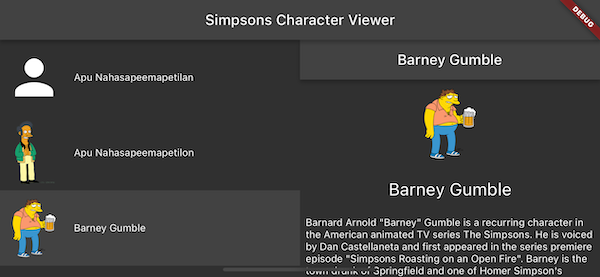 Simpsons Character Viewer
DEBUG
Apu Nahasapeemapetilan
Apu Nahasapeemapetilon
Barney Gumble
Barney Gumble
Barney Gumble
Barnard Arnold "Barney" Gumble is a recurring character in
the American animated TV series The Simpsons. He is voiced
by Dan Castellaneta and first appeared in the series premiere
episode "Simpsons Roasting on an Open Fire". Barney is the
town drunk of Springfield and one of Homer Simpson's